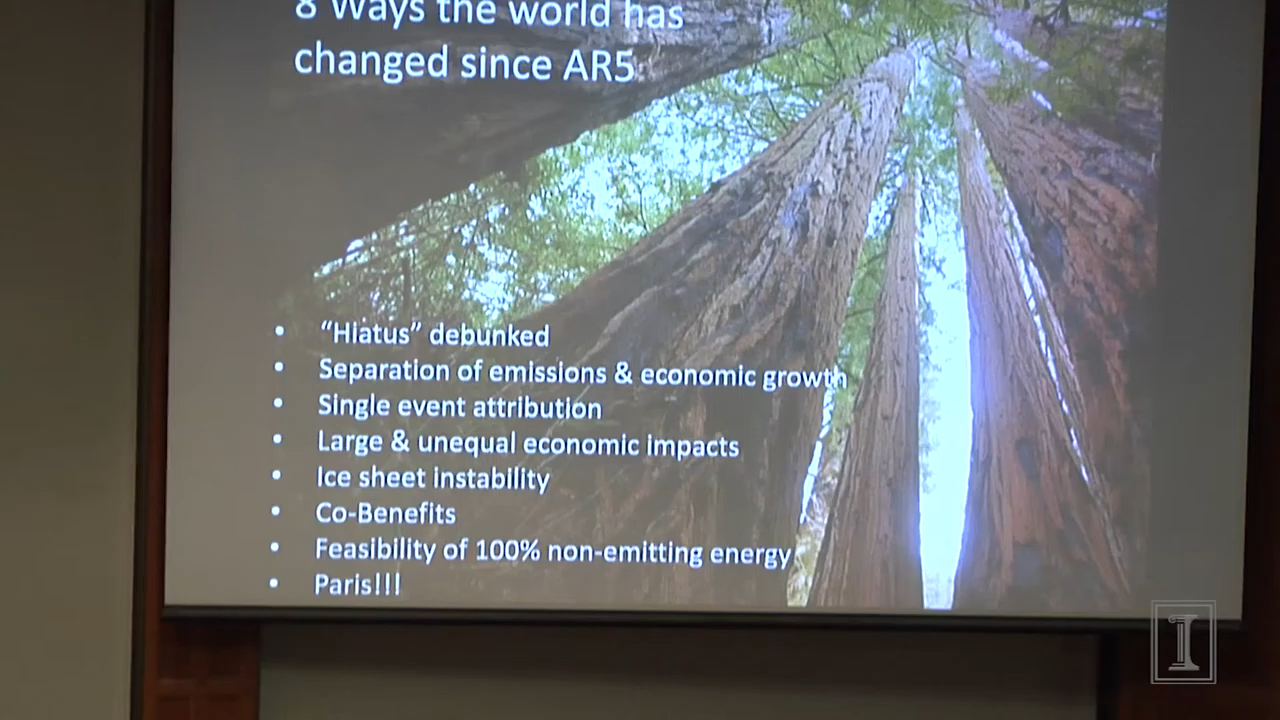 8 Ways the world has
changed since AR5
• “Hiatus” debunked
• Separation of emissions & economic growth
• Single event attribution
• Large & unequal economic impacts
• Ice sheet instability
• Co-Benefits
• Feasibility of 100% non-emitting energy
• Paris!!!
I